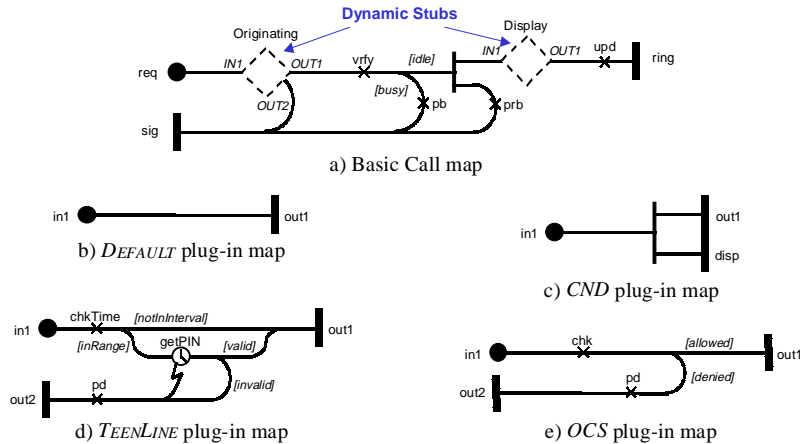 Dynamic Stubs
Originating
Display
req
IN1
OUT1
vrfy
[idle]
IN1
OUT1
upd
ring
OUT2
[busy]
pb
prb
sig
a) Basic Call map
in1
out1
b) DEFAULT plug-in map
in1
out1
disp
c) CND plug-in map
chkTime
[notInInterval]
in1
out1
getPIN
[inRange]
[valid]
[invalid]
pd
out2
d) TEENLINE plug-in map
chk
[allowed]
in1
out1
[denied]
pd
out2
e) OCS plug-in map